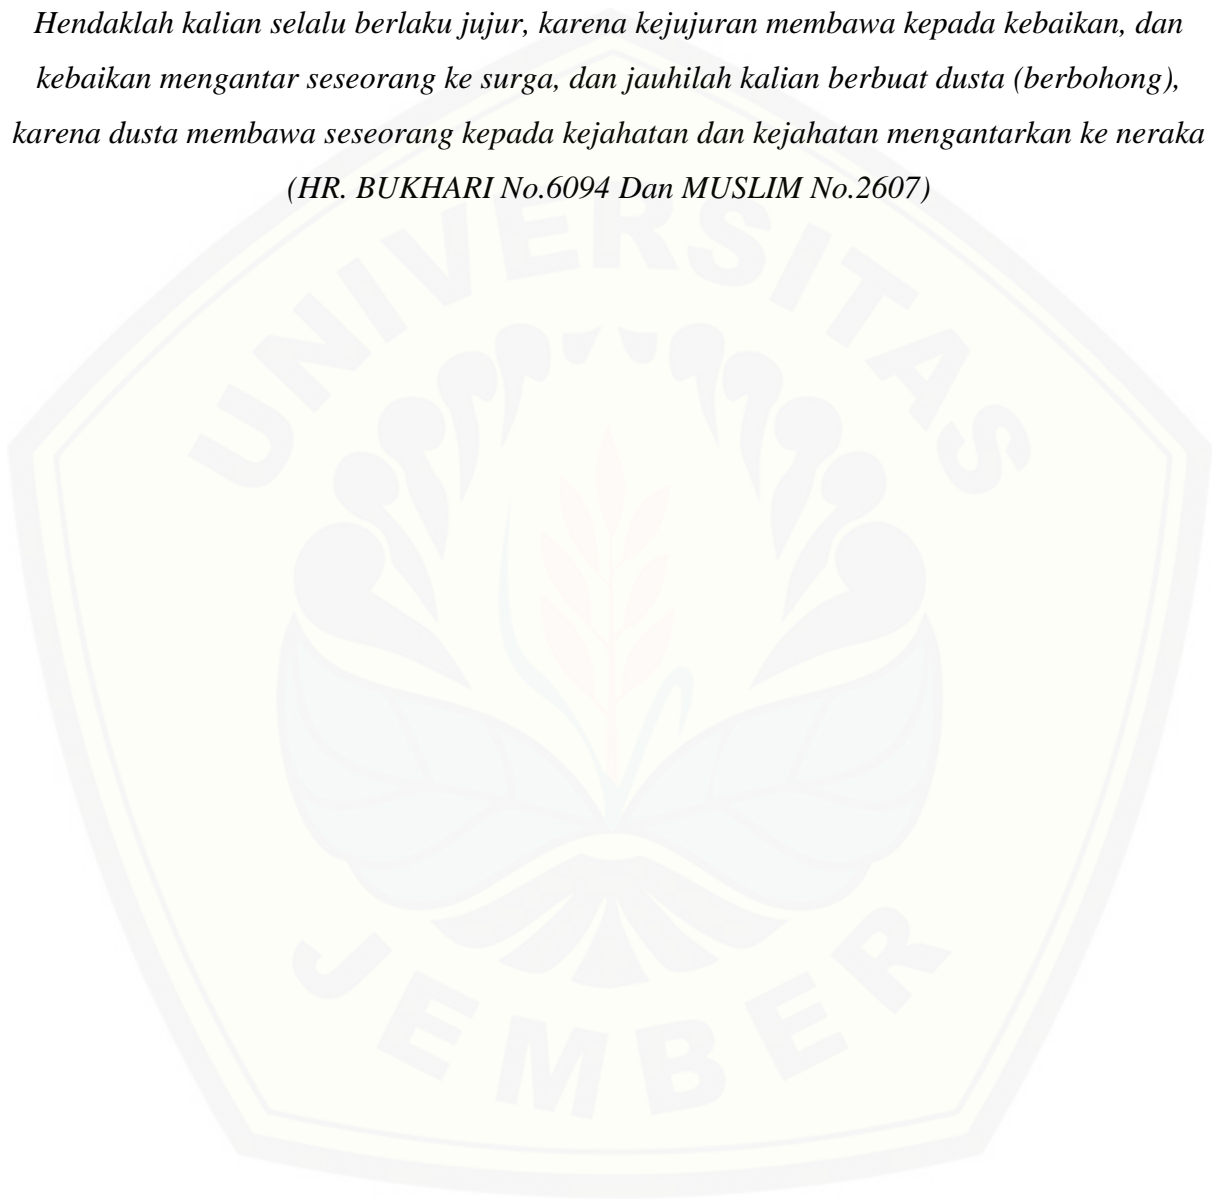 Hendaklah kalian selalu berlaku jujur, karena kejujuran membawa kepada kebaikan, dan
kebaikan mengantar seseorang ke surga, dan jauhilah kalian berbuat dusta (berbohong),
karena dusta membawa seseorang kepada kejahatan dan kejahatan mengantarkan ke neraka
(HR. BUKHARI No.6094 Dan MUSLIM No.2607)
UNIVERSITAS
JEMBER